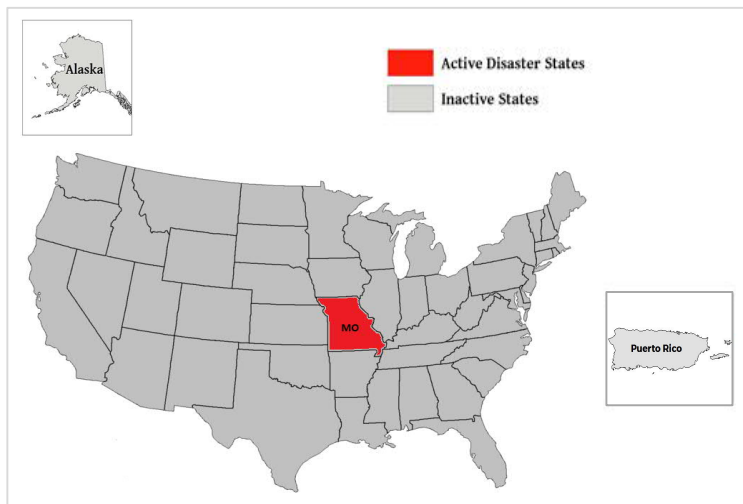 Alaska
Active Disaster States
Inactive States
MO
Puerto Rico